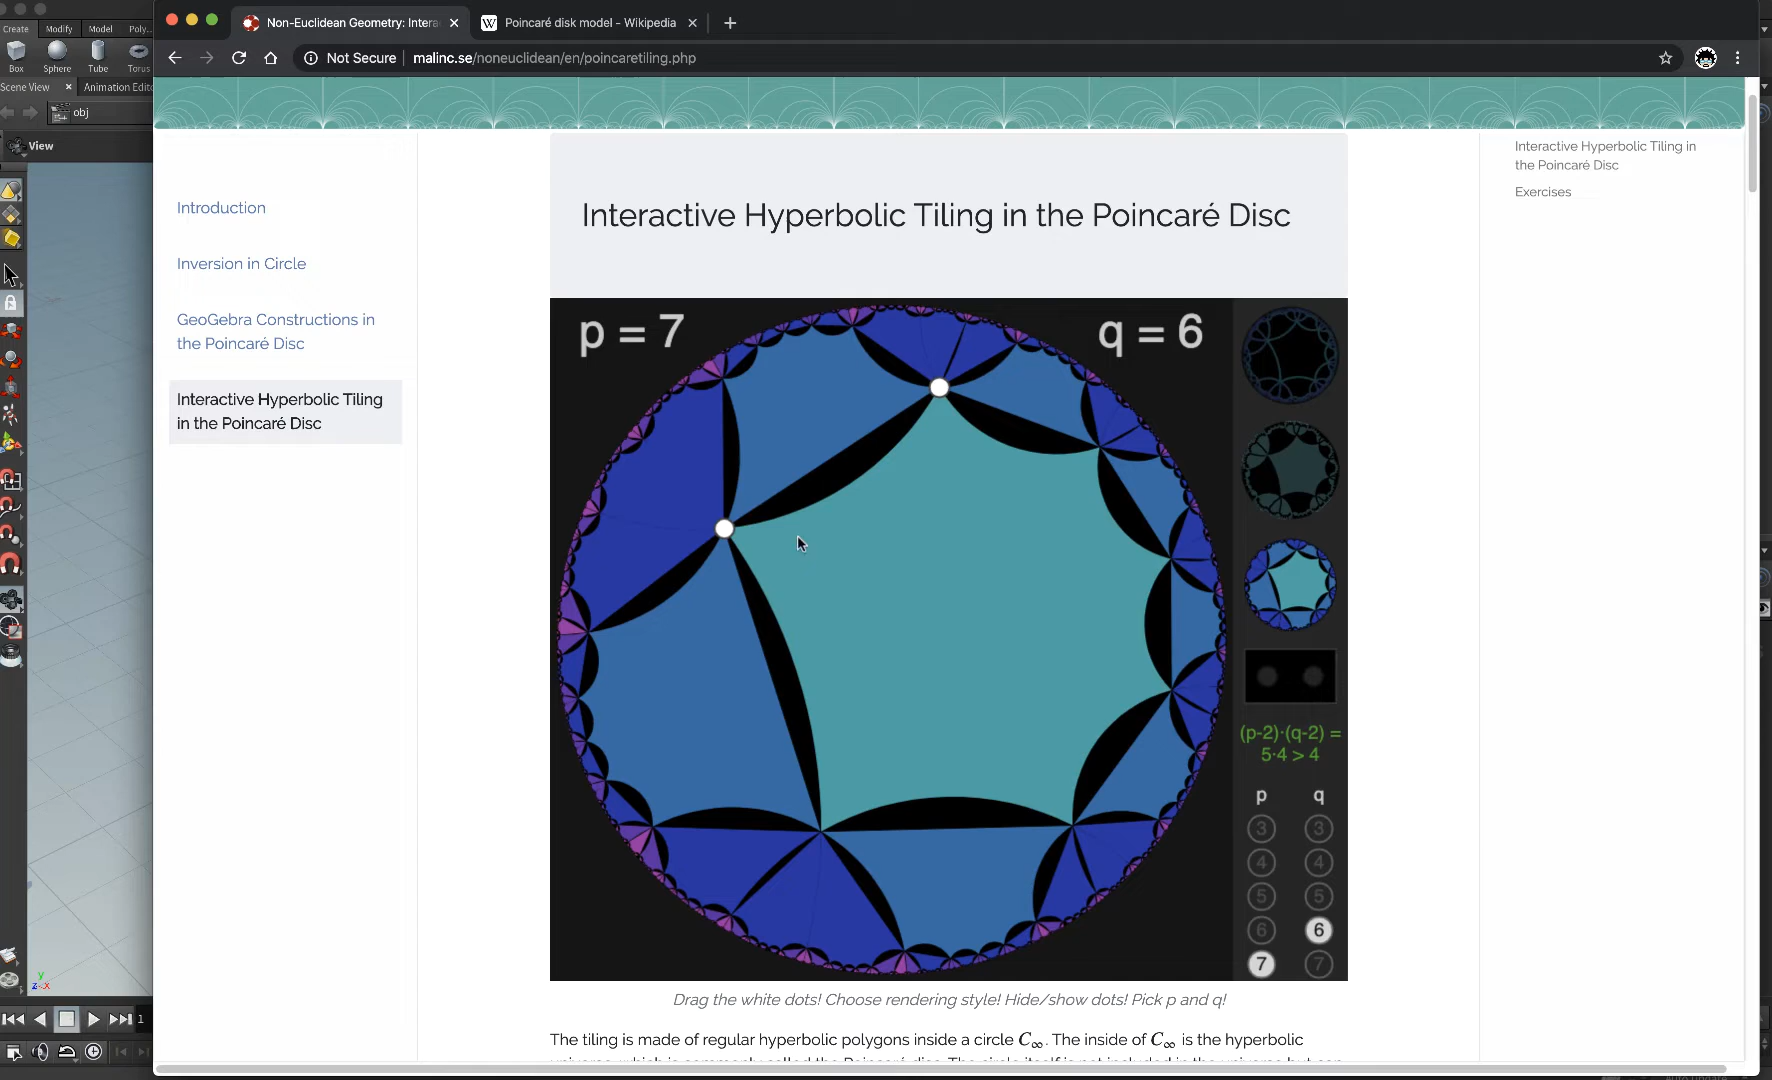 Non-Euclidean Geometry: Intera
Poincaré disk model - Wikipedia
Not Secure
malinc.se/noneuclidean/en/poincaretiling.php
Create
Modify
Model
Poly...
Box
Sphere
Tube
Torus
Scene View
Animation Edito
obj
View
Introduction
Inversion in Circle
GeoGebra Constructions in
the Poincaré Disc
Interactive Hyperbolic Tiling
in the Poincaré Disc
Interactive Hyperbolic Tiling in the Poincaré Disc
Interactive Hyperbolic Tiling in
the Poincaré Disc
Exercises
p = 7
q = 6
(p-2)·(q-2) =
5·4 > 4
p q
3 3
4 4
5 5
6 6
7 7
Drag the white dots! Choose rendering style! Hide/show dots! Pick p and q!
The tiling is made of regular hyperbolic polygons inside a circle C∞. The inside of C∞ is the hyperbolic
y
z x
1